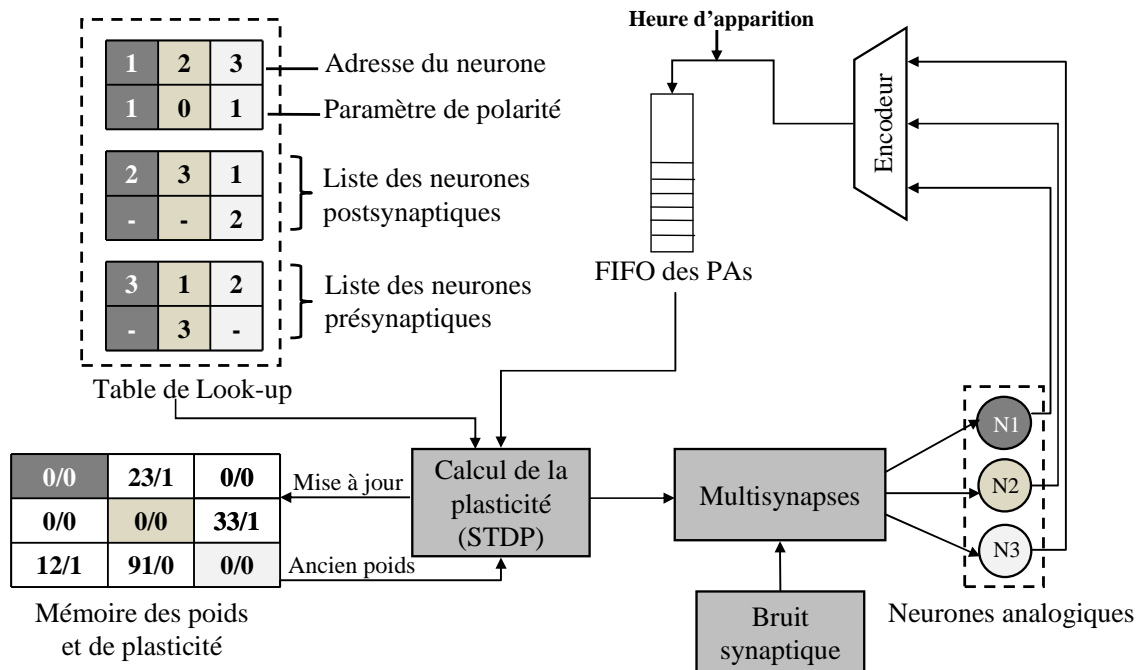 Heure d'apparition
1 2 3
1 0 1
Adresse du neurone
Paramètre de polarité
2 3 1
- - 2
Liste des neurones
postsynaptiques
3 1 2
- 3 -
Liste des neurones
présynaptiques
Table de Look-up
Encodeur
FIFO des PAs
0/0 23/1 0/0
0/0 0/0 33/1
12/1 91/0 0/0
Mémoire des poids
et de plasticité
Mise à jour
Ancien poids
Calcul de la
plasticité
(STDP)
Multisynapses
Bruit
synaptique
N1
N2
N3
Neurones analogiques